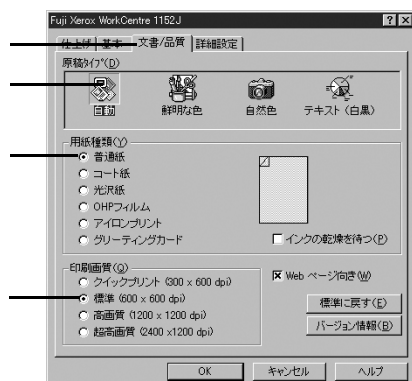 Fuji Xerox WorkCentre 1152J
仕上げ 基本 文書/品質 詳細設定
原稿タイプ(D)
自動 鮮明な色 自然色 テキスト (白黒)
用紙種類(Y)
普通紙
コート紙
光沢紙
OHPフィルム
アイロンプリント
グリーティングカード
インクの乾燥を待つ(P)
印刷画質(Q)
クイックプリント (300 x 600 dpi)
標準 (600 x 600 dpi)
高画質 (1200 x 1200 dpi)
超高画質 (2400 x1200 dpi)
Web ページ向き(W)
標準に戻す(E)
バージョン情報(B)
OK キャンセル ヘルプ